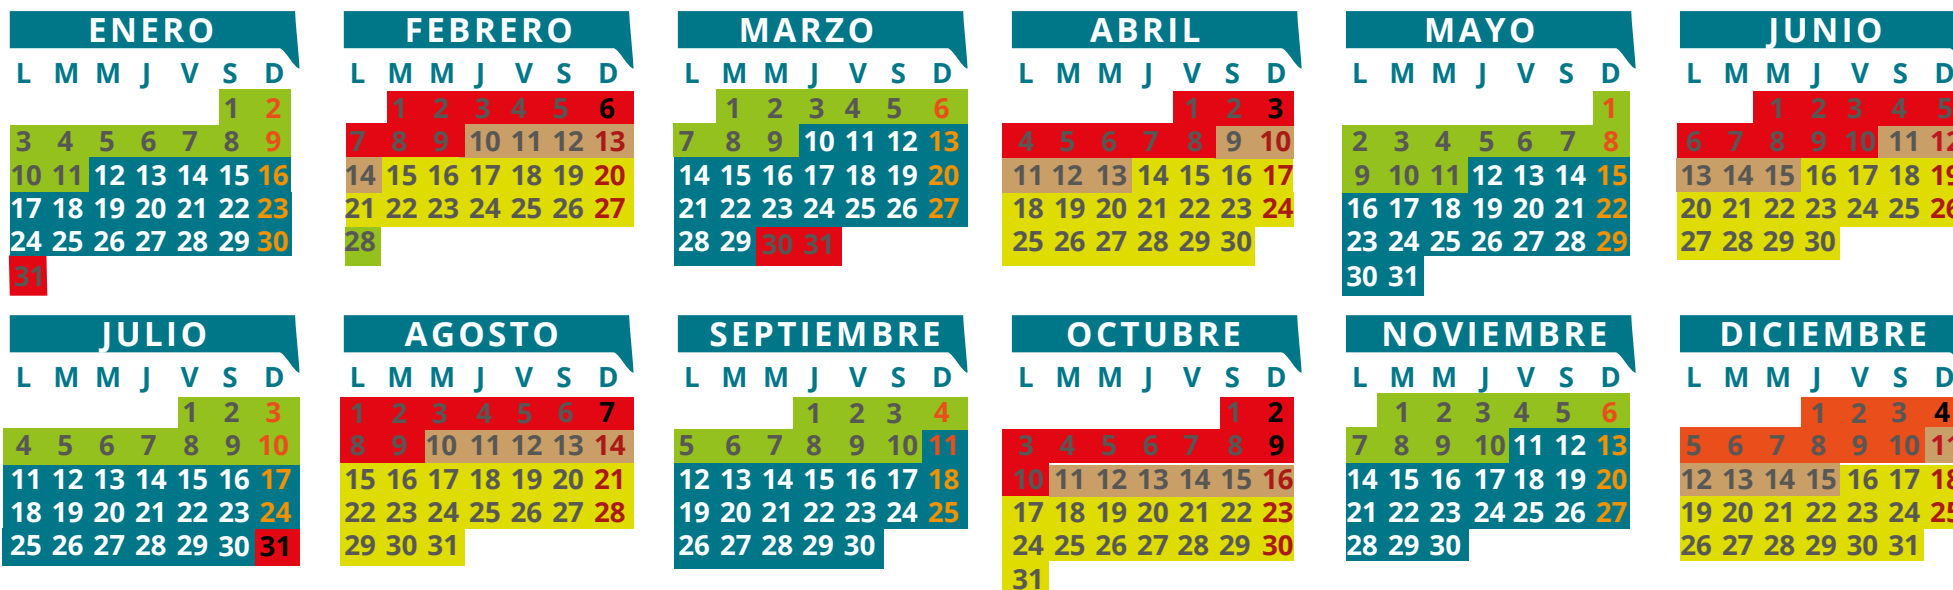 ENERO FEBRERO MARZO ABRIL MAYO JUNIO
L M M J V S D L M M J V S D L M M J V S D L M M J V S D L M M J V S D L M M J V S D
1 2 1 2 3 4 5 6 1 2 3 4 5 6 1 2 3 1 1 2 3 4 5
3 4 5 6 7 8 9 7 8 9 10 11 12 13 7 8 9 10 11 12 13 4 5 6 7 8 9 10 2 3 4 5 6 7 8 6 7 8 9 10 11 12
10 11 12 13 14 15 16 14 15 16 17 18 19 20 14 15 16 17 18 19 20 11 12 13 14 15 16 17 9 10 11 12 13 14 15 13 14 15 16 17 18 19
17 18 19 20 21 22 23 21 22 23 24 25 26 27 21 22 23 24 25 26 27 18 19 20 21 22 23 24 16 17 18 19 20 21 22 20 21 22 23 24 25 26
24 25 26 27 28 29 30 28 28 29 30 31 25 26 27 28 29 30 23 24 25 26 27 28 29 27 28 29 30
31 30 31
JULIO AGOSTO SEPTIEMBRE OCTUBRE NOVIEMBRE DICIEMBRE
L M M J V S D L M M J V S D L M M J V S D L M M J V S D L M M J V S D L M M J V S D
1 2 3 1 2 3 4 5 6 7 1 2 3 4 1 2 1 2 3 4 5 6 1 2 3 4
4 5 6 7 8 9 10 8 9 10 11 12 13 14 5 6 7 8 9 10 11 3 4 5 6 7 8 9 7 8 9 10 11 12 13 5 6 7 8 9 10 11
11 12 13 14 15 16 17 15 16 17 18 19 20 21 12 13 14 15 16 17 18 10 11 12 13 14 15 16 14 15 16 17 18 19 20 12 13 14 15 16 17 18
18 19 20 21 22 23 24 22 23 24 25 26 27 28 19 20 21 22 23 24 25 17 18 19 20 21 22 23 21 22 23 24 25 26 27 19 20 21 22 23 24 25
25 26 27 28 29 30 31 29 30 31 26 27 28 29 30 24 25 26 27 28 29 30 28 29 30 26 27 28 29 30 31
31